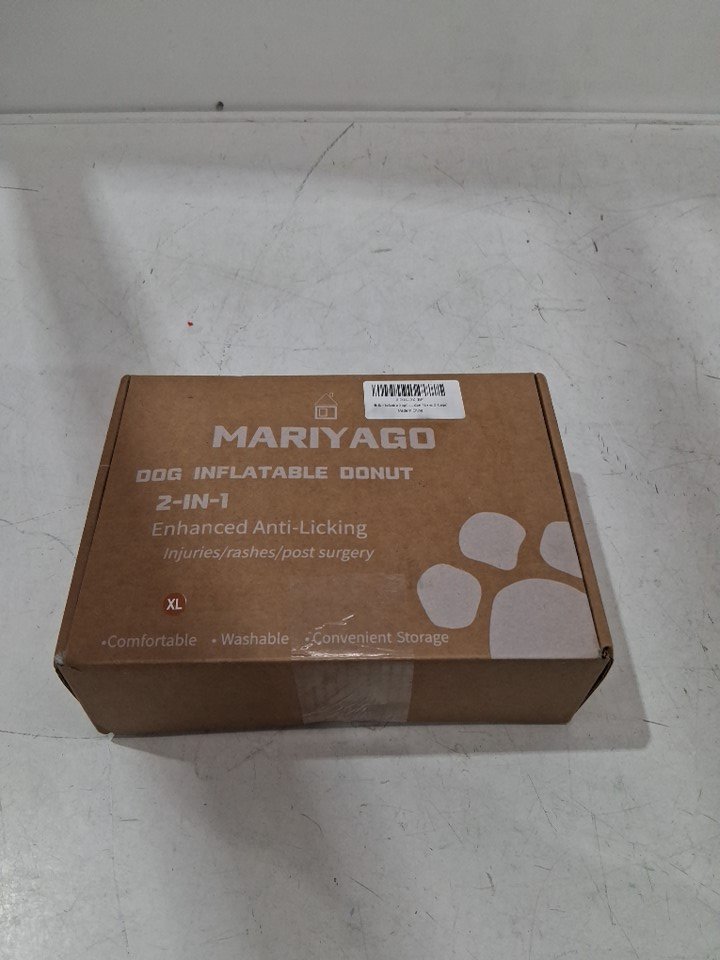 MARIYAGO
DOG INFLATABLE DONUT
2-IN-1
Enhanced Anti-Licking
Injuries/rashes/post surgery
XL
•Comfortable •Washable •Convenient Storage